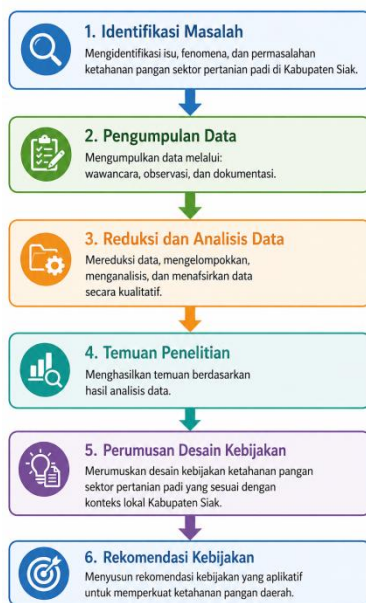 1. Identifikasi Masalah
Mengidentifikasi isu, fenomena, dan permasalahan
ketahanan pangan sektor pertanian padi di Kabupaten Siak.
2. Pengumpulan Data
Mengumpulkan data melalui:
wawancara, observasi, dan dokumentasi.
3. Reduksi dan Analisis Data
Mereduksi data, mengelompokkan,
menganalisis, dan menafsirkan data
secara kualitatif.
4. Temuan Penelitian
Menghasilkan temuan berdasarkan
hasil analisis data.
5. Perumusan Desain Kebijakan
Merumuskan desain kebijakan ketahanan pangan
sektor pertanian padi yang sesuai dengan
konteks lokal Kabupaten Siak.
6. Rekomendasi Kebijakan
Menyusun rekomendasi kebijakan yang aplikatif
untuk memperkuat ketahanan pangan daerah.